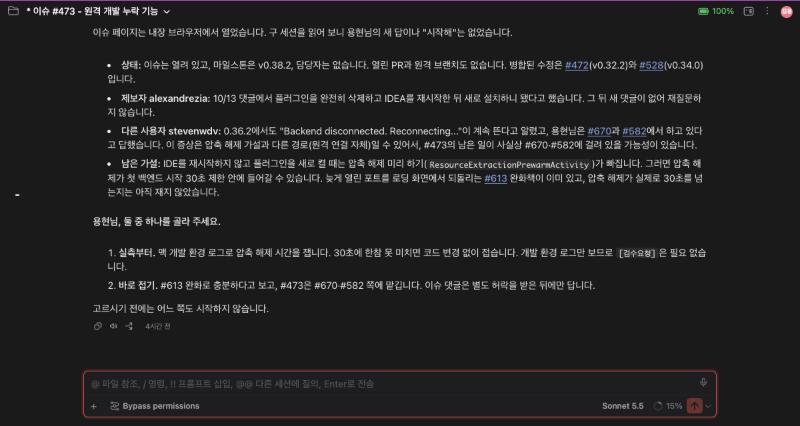 * 이슈 #473 - 원격 개발 누락 기능
100%
이슈 페이지는 내장 브라우저에서 열었습니다. 구 세션을 읽어 보니 용현님의 새 답이나 "시작해"는 없었습니다.
• 상태: 이슈는 열려 있고, 마일스톤은 v0.38.2, 담당자는 없습니다. 열린 PR과 원격 브랜치도 없습니다. 병합된 수정은 #472(v0.32.2)와 #528(v0.34.0)
입니다.
• 제보자 alexandrezia: 10/13 댓글에서 플러그인을 완전히 삭제하고 IDEA를 재시작한 뒤 새로 설치하니 됐다고 했습니다. 그 뒤 새 댓글이 없어 재질문하
지 않습니다.
• 다른 사용자 stevenwdv: 0.36.2에서도 "Backend disconnected. Reconnecting..."이 계속 뜬다고 알렸고, 용현님은 #670과 #582에서 하고 있다
고 답했습니다. 이 증상은 압축 해제 가설과 다른 경로(원격 연결 자체)일 수 있어서, #473의 남은 일이 사실상 #670·#582에 걸려 있을 가능성이 있습니다.
• 남은 가설: IDE를 재시작하지 않고 플러그인을 새로 켤 때는 압축 해제 미리 하기(ResourceExtractionPrewarmActivity)가 빠집니다. 그러면 압축 해
제가 첫 백엔드 시작 30초 제한 안에 들어갈 수 있습니다. 늦게 열린 포트를 로딩 화면에서 되돌리는 #613 완화책이 이미 있고, 압축 해제가 실제로 30초를 넘
는지는 아직 재지 않았습니다.
용현님, 둘 중 하나를 골라 주세요.
1. 실측부터. 맥 개발 환경 로그로 압축 해제 시간을 잽니다. 30초에 한참 못 미치면 코드 변경 없이 접습니다. 개발 환경 로그만 보므로 [검수요청]은 필요 없습
니다.
2. 바로 접기. #613 완화로 충분하다고 보고, #473은 #670·#582 쪽에 맡깁니다. 이슈 댓글은 별도 허락을 받은 뒤에만 답니다.
고르시기 전에는 어느 쪽도 시작하지 않습니다.
4시간 전
@ 파일 참조, / 명령, !! 프롬프트 삽입, @@ 다른 세션에 질의, Enter로 전송
+ Bypass permissions
Sonnet 5.5
15%